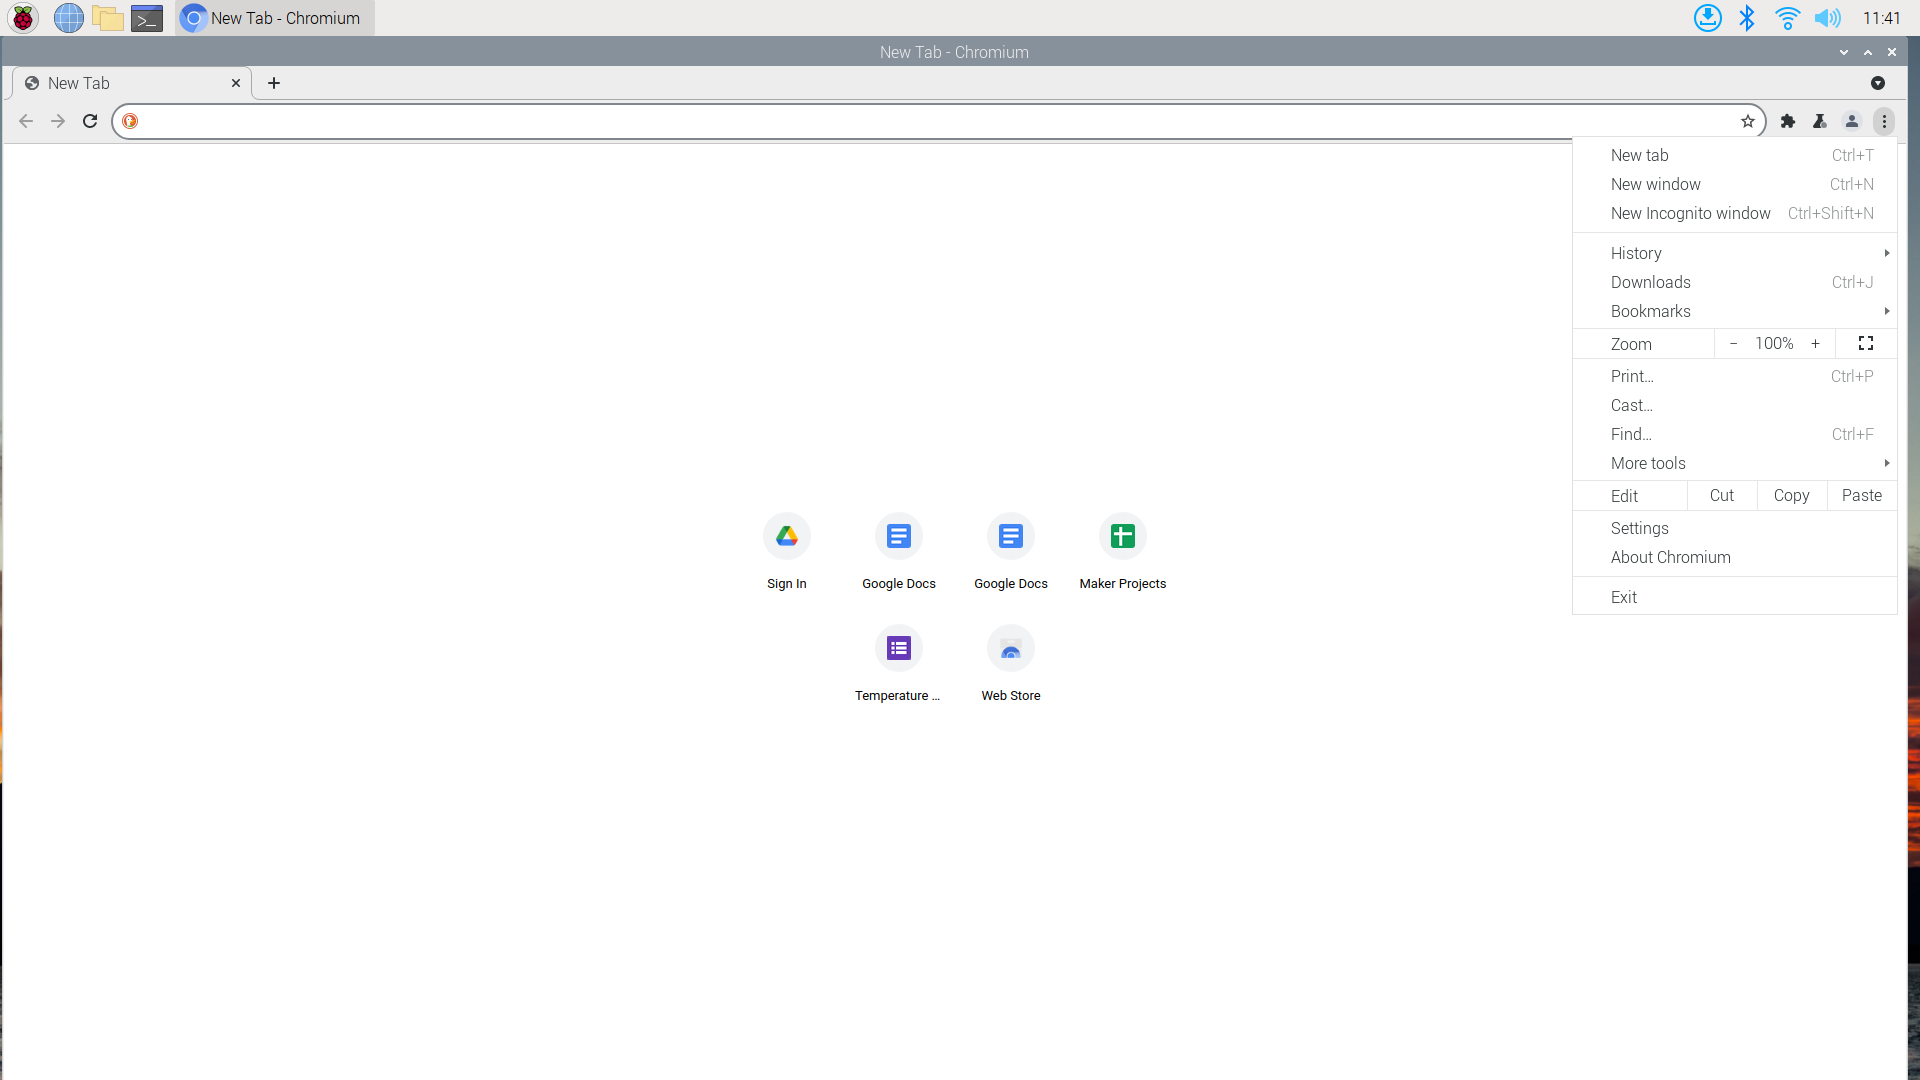 New Tab - Chromium
11:41
New Tab - Chromium
New Tab
New tab Ctrl+T
New window Ctrl+N
New Incognito window Ctrl+Shift+N
History
Downloads Ctrl+J
Bookmarks
Zoom - 100% +
Print... Ctrl+P
Cast...
Find... Ctrl+F
More tools
Edit Cut Copy Paste
Settings
About Chromium
Exit
Sign In Google Docs Google Docs Maker Projects
Temperature ... Web Store